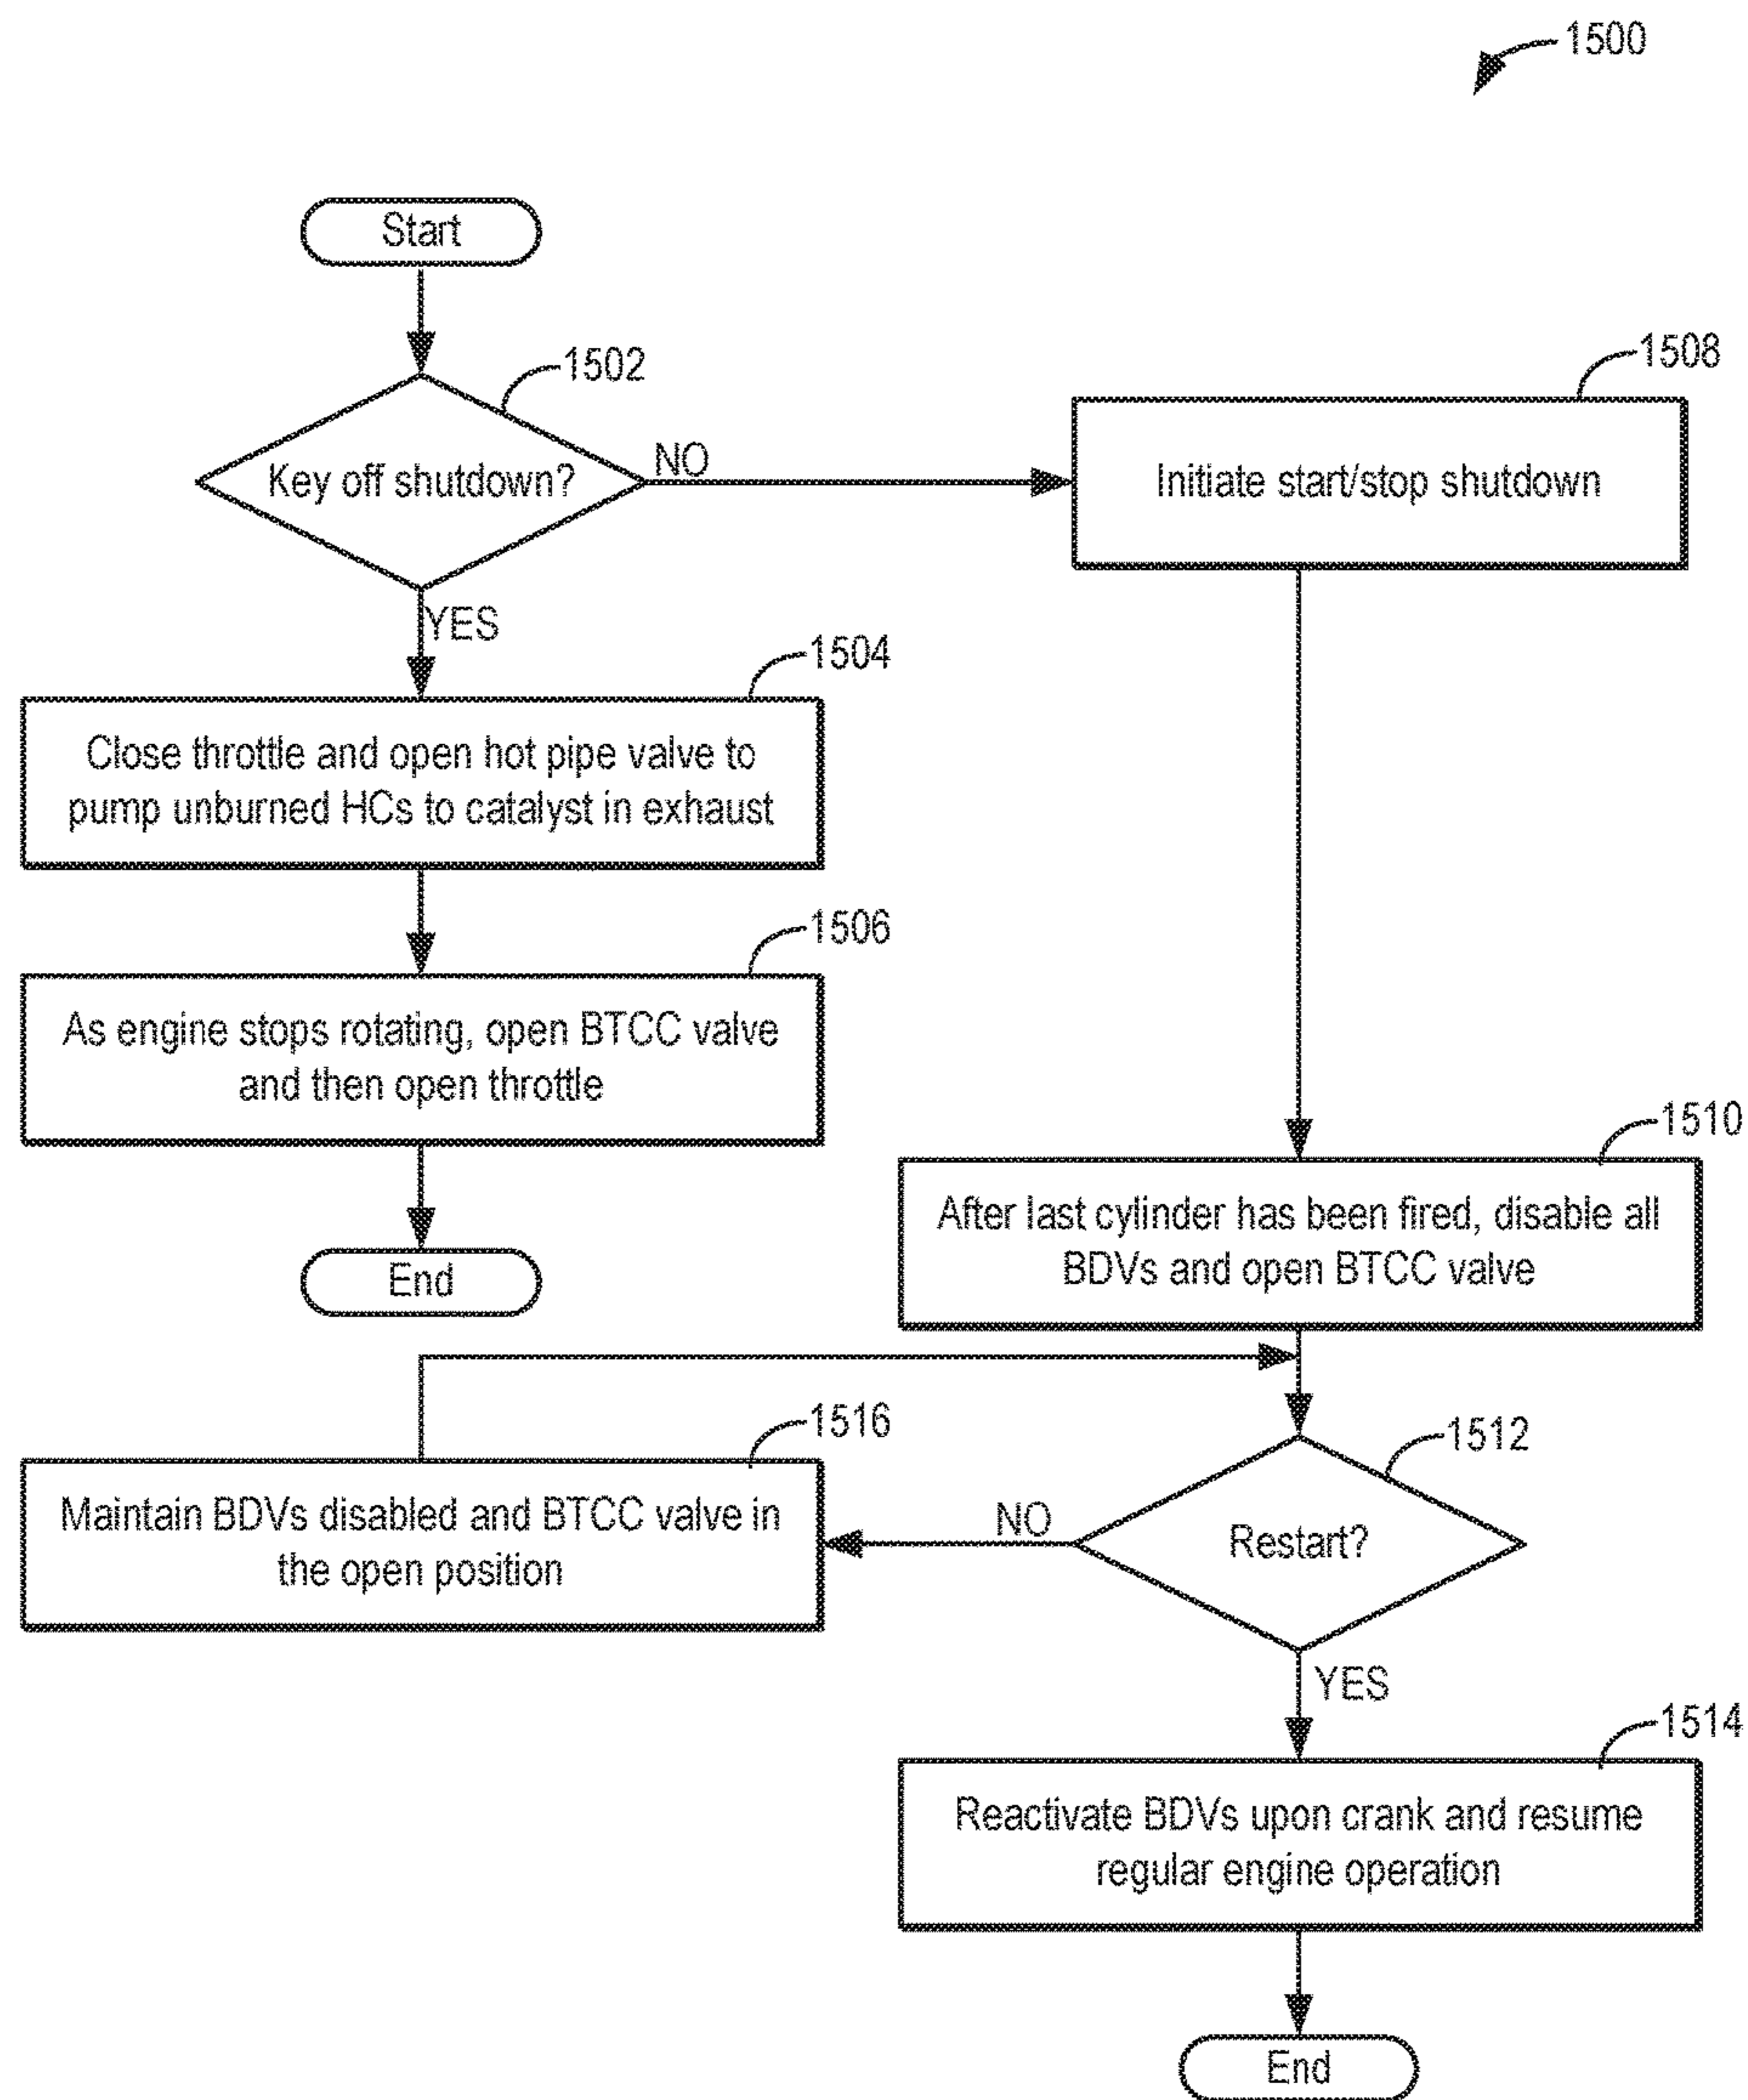 1500
Start
1502
Key off shutdown?
NO
1508
Initiate start/stop shutdown
YES
1504
Close throttle and open hot pipe valve to
pump unburned HCs to catalyst in exhaust
1506
As engine stops rotating, open BTCC valve
and then open throttle
End
1510
After last cylinder has been fired, disable all
BDVs and open BTCC valve
1516
Maintain BDVs disabled and BTCC valve in
the open position
1512
Restart?
NO
YES
1514
Reactivate BDVs upon crank and resume
regular engine operation
End